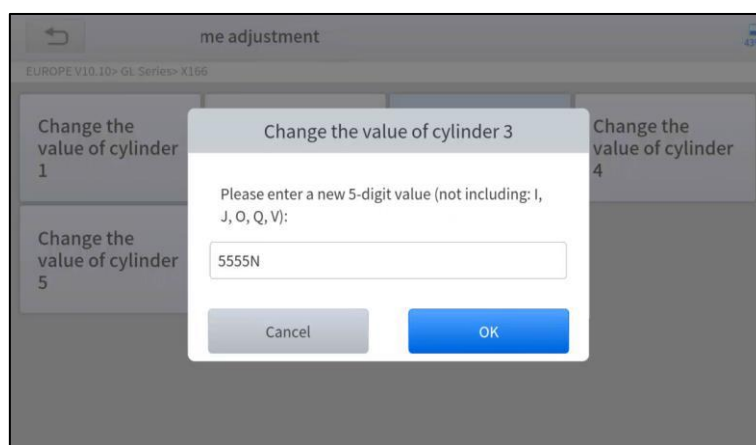 me adjustment
43%
EUROPE V10.10> GL Series> X166
Change the
value of cylinder
1
Change the value of cylinder 3
Change the
value of cylinder
4
Please enter a new 5-digit value (not including: I,
J, O, Q, V):
Change the
value of cylinder
5
5555N
Cancel
OK